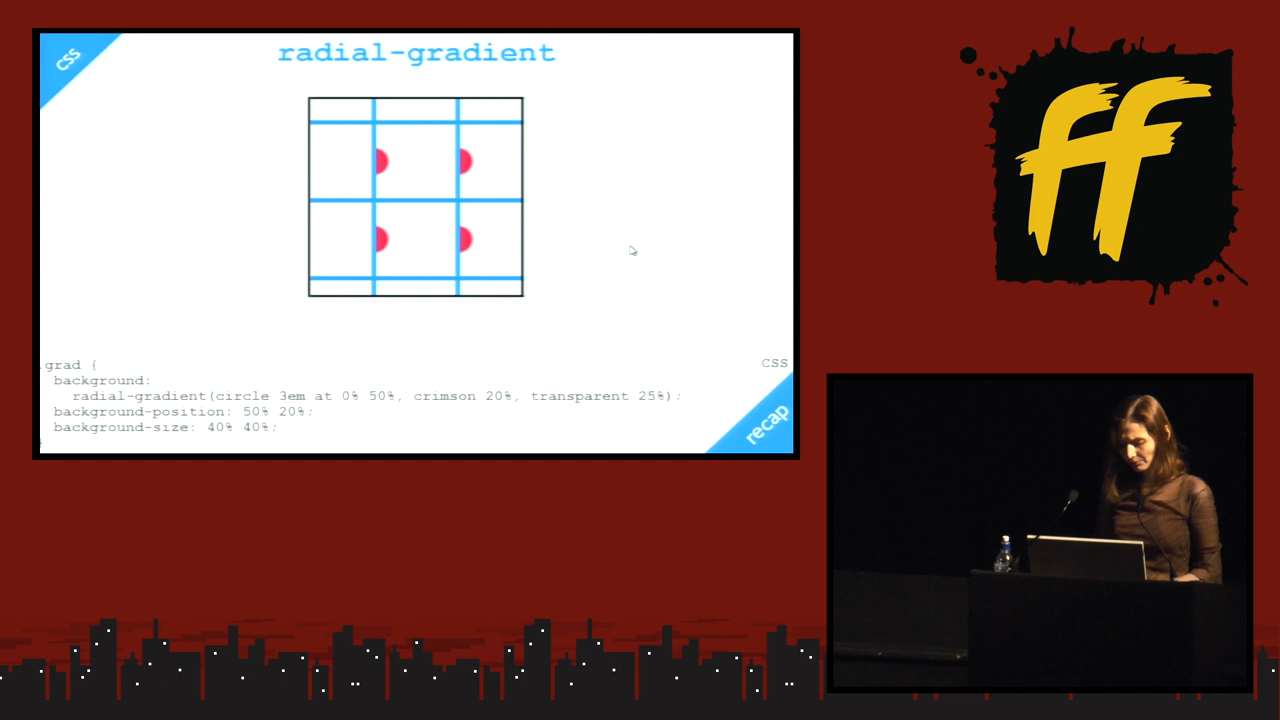 CSS
radial-gradient
grad {
background:
radial-gradient(circle 3em at 0% 50%, crimson 20%, transparent 25%);
background-position: 50% 20%;
background-size: 40% 40%;
}
CSS
recap
ff